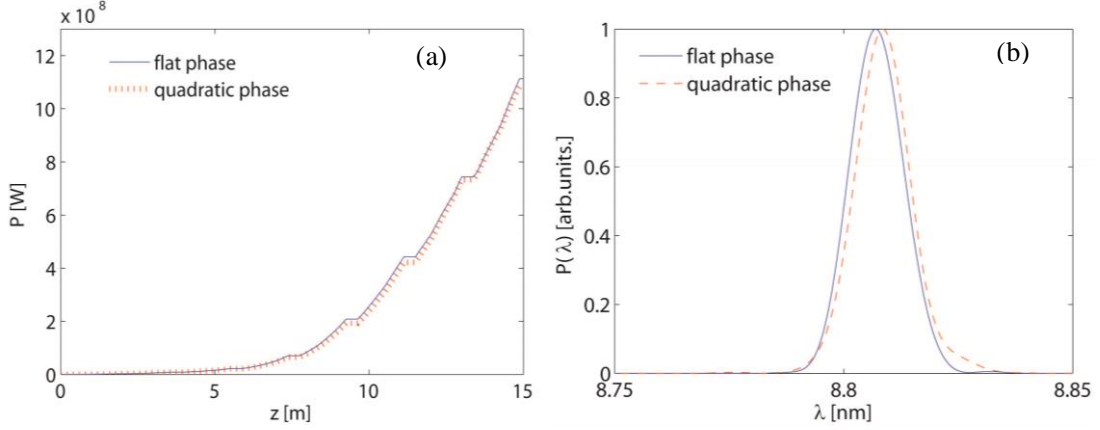 x 10^8
12
10
8
6
4
2
0
P [W]
flat phase
quadratic phase
(a)
0
5
10
15
z [m]
1
0.8
0.6
0.4
0.2
0
P( λ) [arb.units.]
flat phase
quadratic phase
(b)
8.75
8.8
8.85
λ [nm]